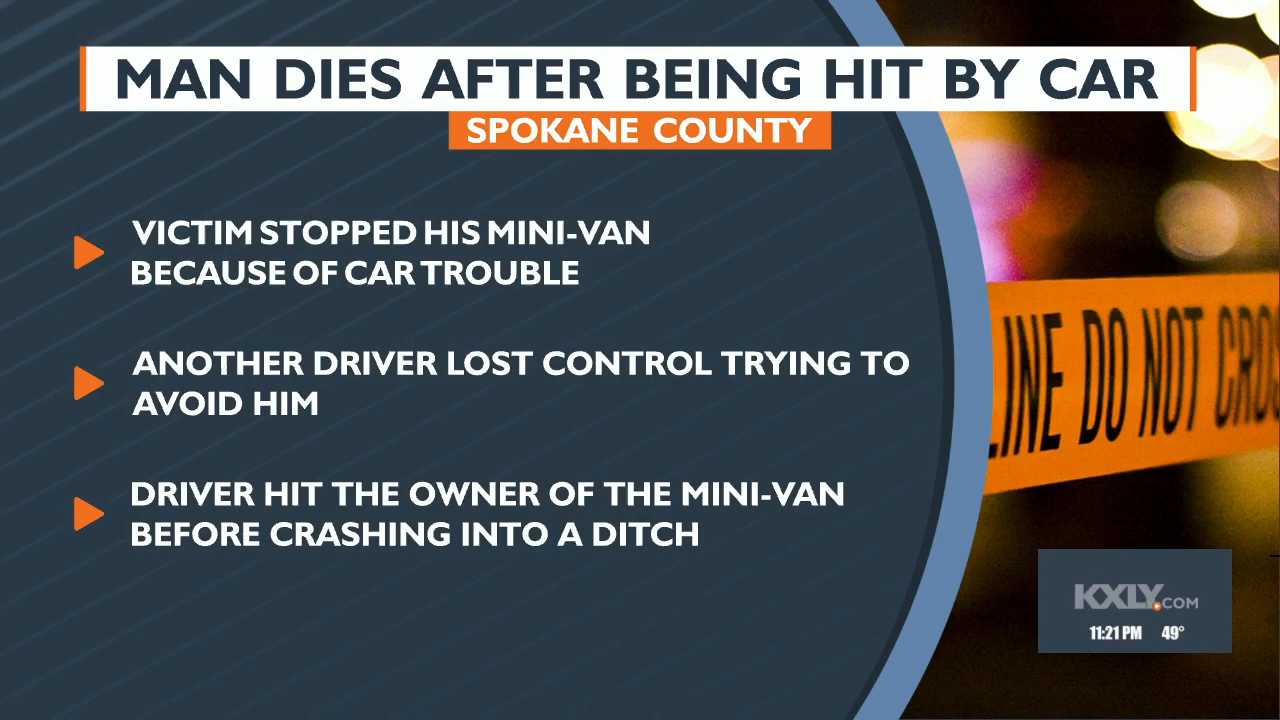 MAN DIES AFTER BEING HIT BY CAR
SPOKANE COUNTY
VICTIM STOPPED HIS MINI-VAN
BECAUSE OF CAR TROUBLE
ANOTHER DRIVER LOST CONTROL TRYING TO
AVOID HIM
DRIVER HIT THE OWNER OF THE MINI-VAN
BEFORE CRASHING INTO A DITCH
LINE DO NOT CROS
KXLY.COM
11:21 PM 49°